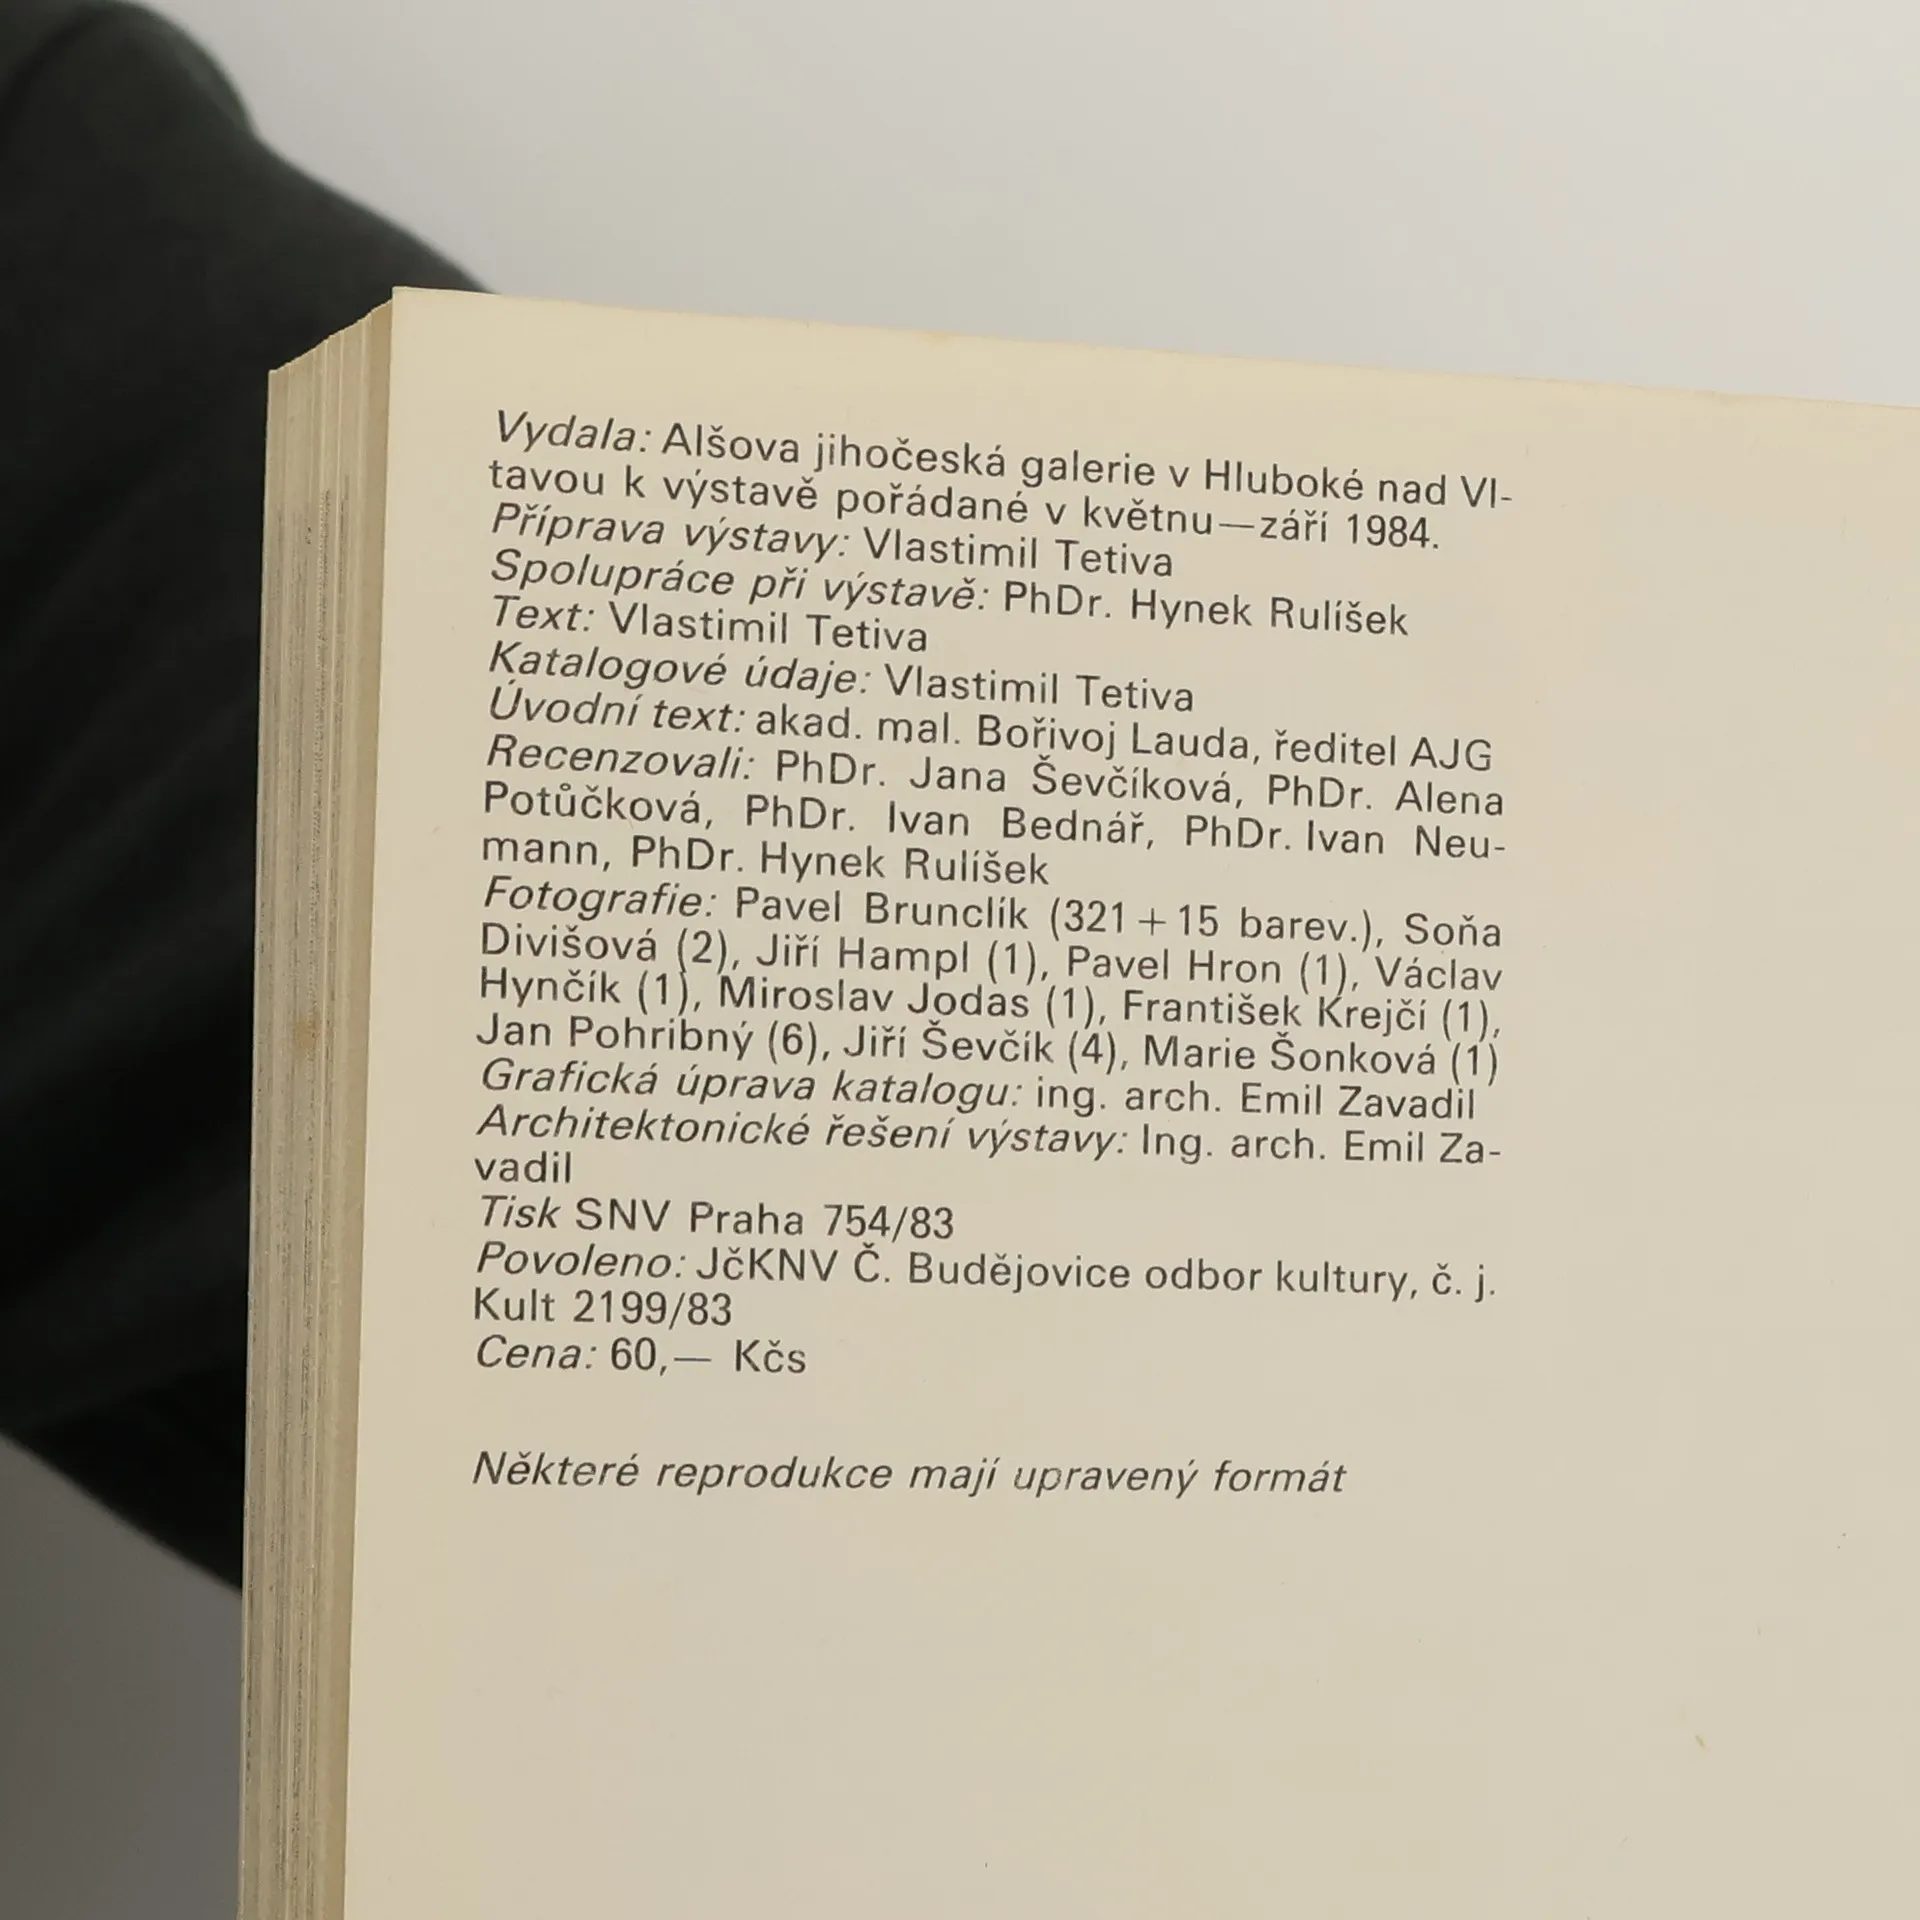 Vydala: Alšova jihočeská galerie v Hluboké nad Vl-
tavou k výstavě pořádané v květnu—září 1984.
Příprava výstavy: Vlastimil Tetiva
Spolupráce při výstavě: PhDr. Hynek Rulíšek
Text: Vlastimil Tetiva
Katalogové údaje: Vlastimil Tetiva
Úvodní text: akad. mal. Bořivoj Lauda, ředitel AJG
Recenzovali: PhDr. Jana Ševčíková, PhDr. Alena
Potůčková, PhDr. Ivan Bednář, PhDr. Ivan Neu-
mann, PhDr. Hynek Rulíšek
Fotografie: Pavel Brunclík (321 + 15 barev.), Soňa
Divišová (2), Jiří Hampl (1), Pavel Hron (1), Václav
Hynčík (1), Miroslav Jodas (1), František Krejčí (1),
Jan Pohribný (6), Jiří Ševčík (4), Marie Šonková (1)
Grafická úprava katalogu: ing. arch. Emil Zavadil
Architektonické řešení výstavy: Ing. arch. Emil Za-
vadil
Tisk SNV Praha 754/83
Povoleno: JčKNV Č. Budějovice odbor kultury, č. j.
Kult 2199/83
Cena: 60,— Kčs
Některé reprodukce mají upravený formát